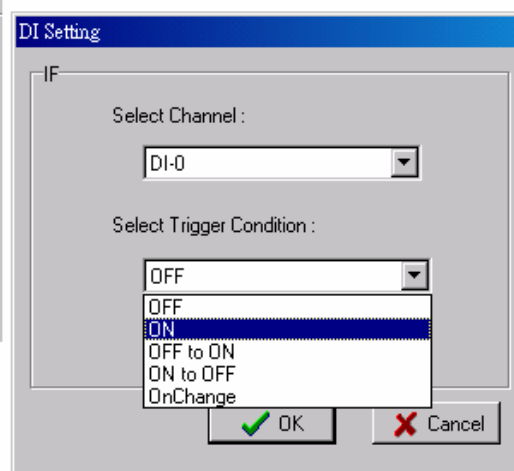 DI Setting
IF
Select Channel :
DI-0
Select Trigger Condition :
OFF
OFF
ON
OFF to ON
ON to OFF
OnChange
OK
Cancel